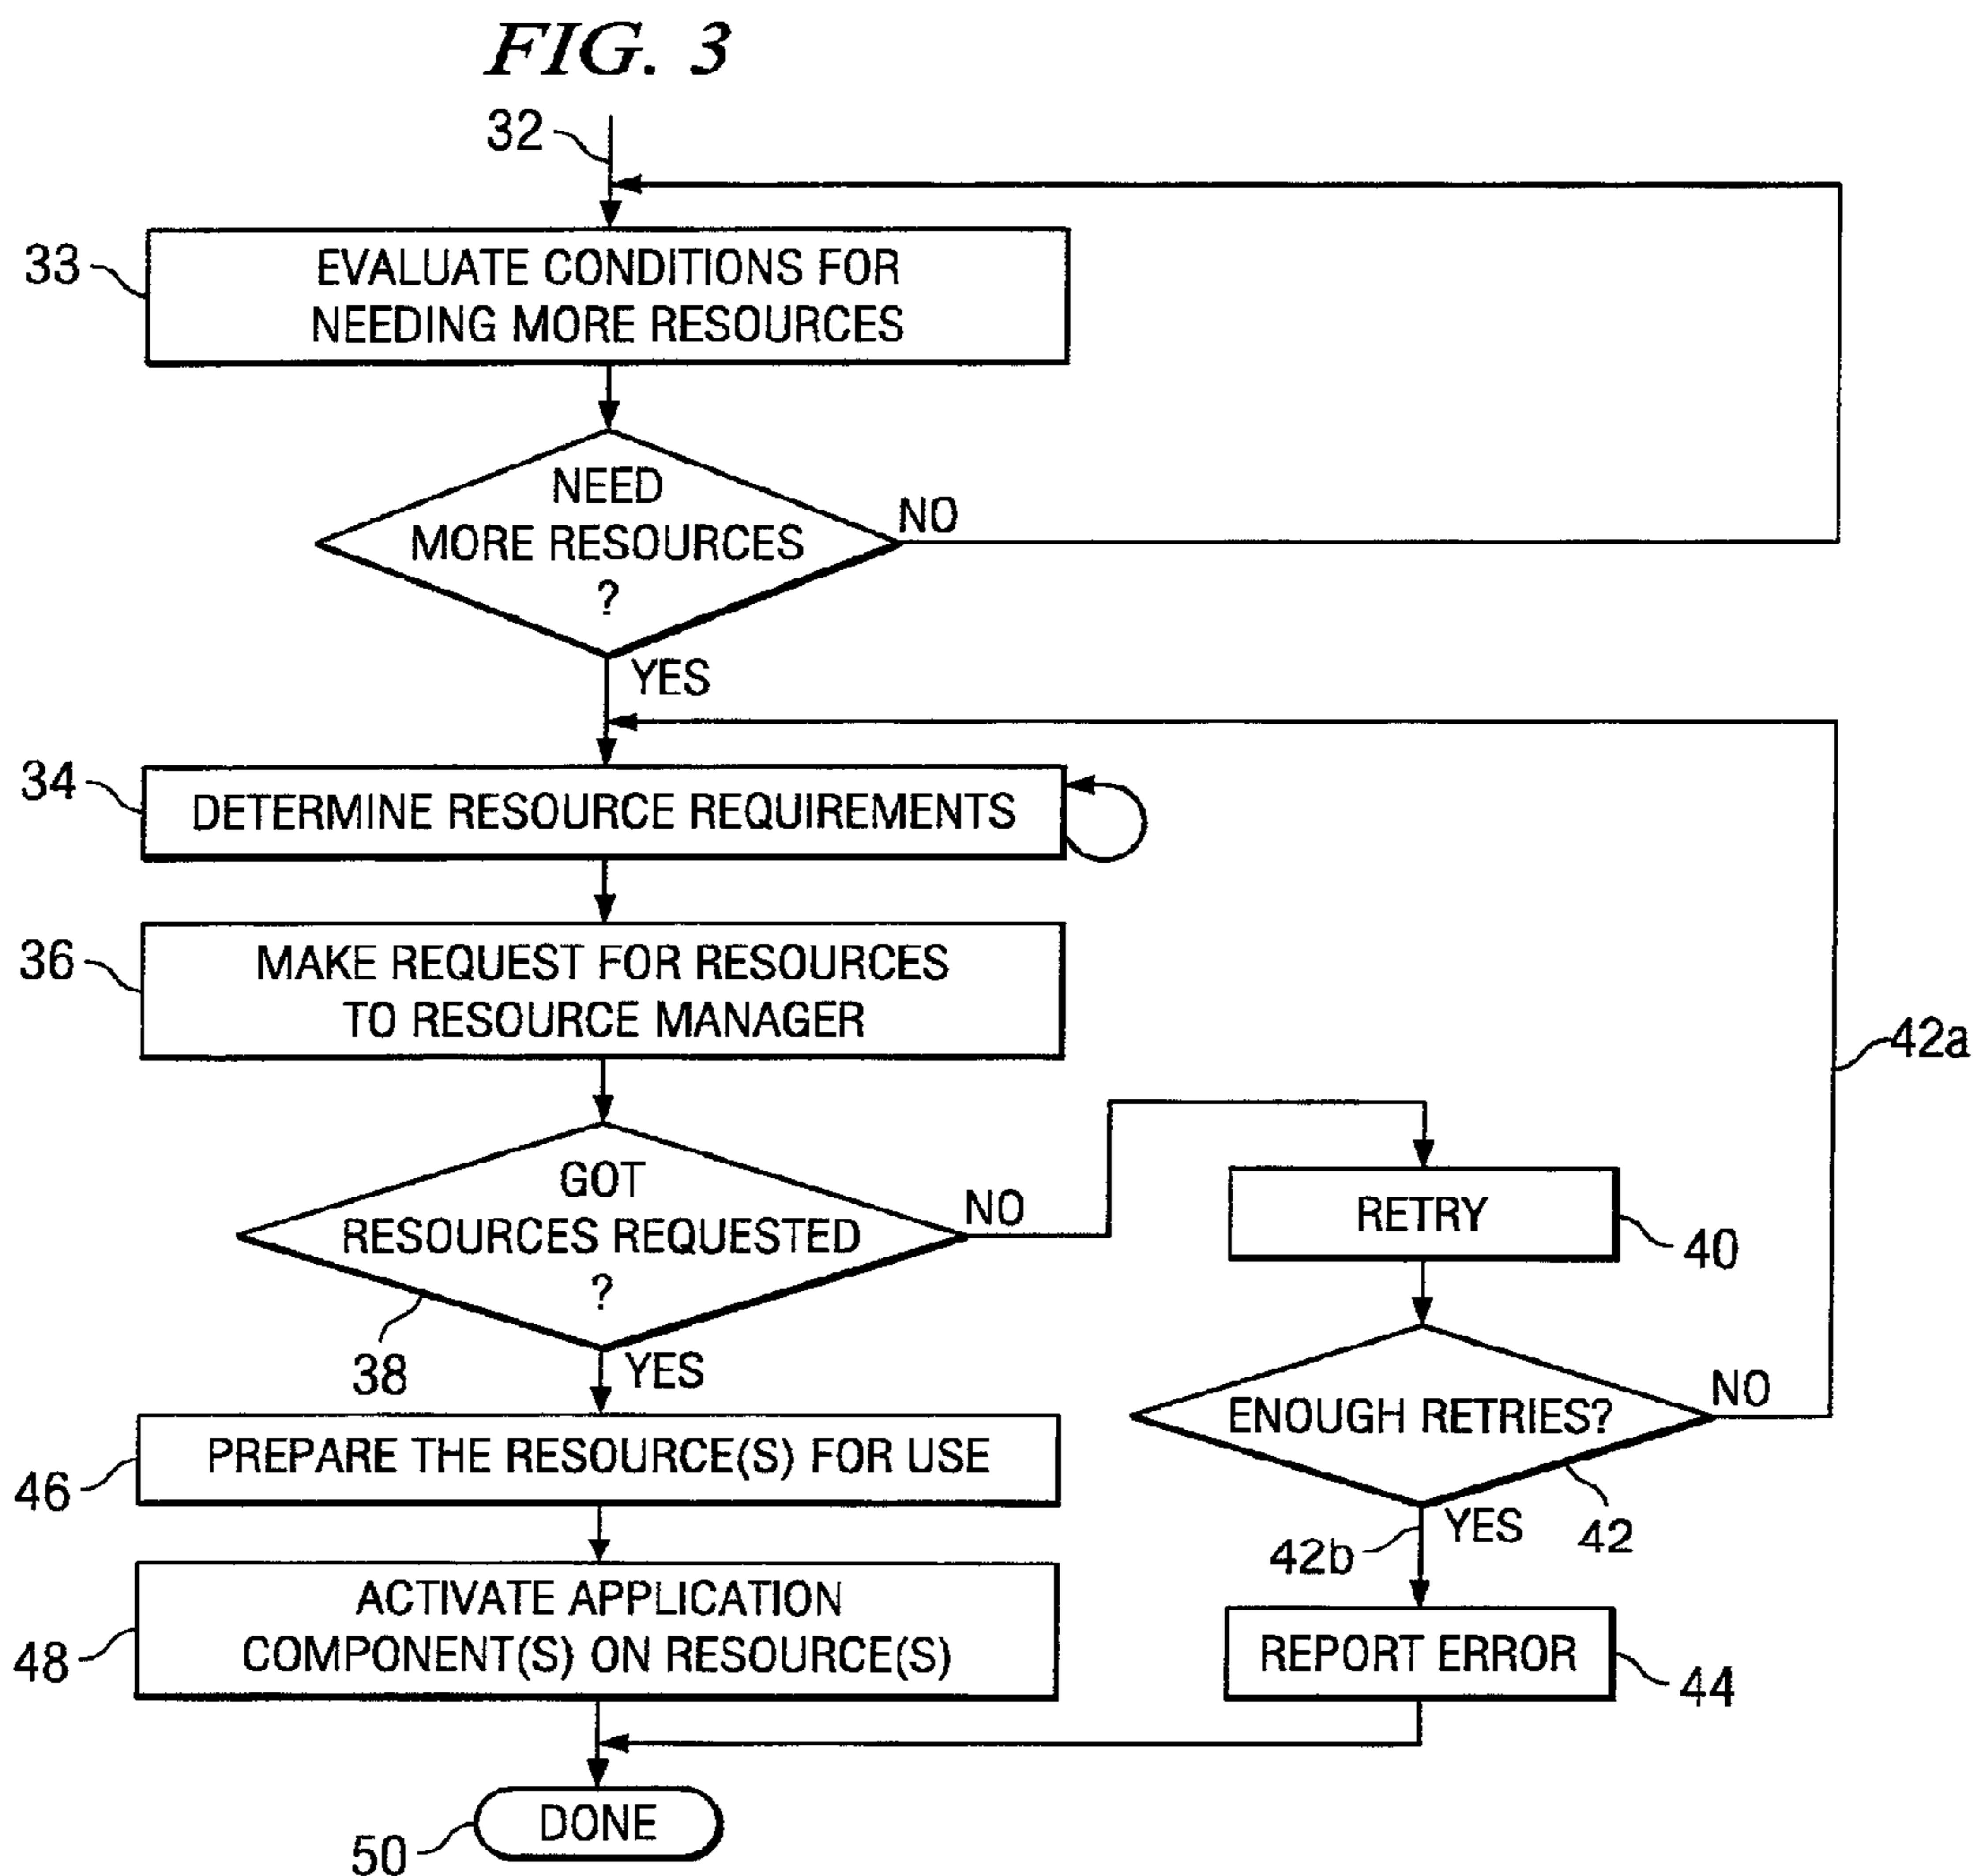 FIG. 3
32
33
EVALUATE CONDITIONS FOR
NEEDING MORE RESOURCES
NEED
MORE RESOURCES
?
NO
YES
34
DETERMINE RESOURCE REQUIREMENTS
36
MAKE REQUEST FOR RESOURCES
TO RESOURCE MANAGER
42a
GOT
RESOURCES REQUESTED
?
NO
38
YES
RETRY
40
ENOUGH RETRIES?
NO
42
YES
42b
46
PREPARE THE RESOURCE(S) FOR USE
48
ACTIVATE APPLICATION
COMPONENT(S) ON RESOURCE(S)
REPORT ERROR
44
DONE
50